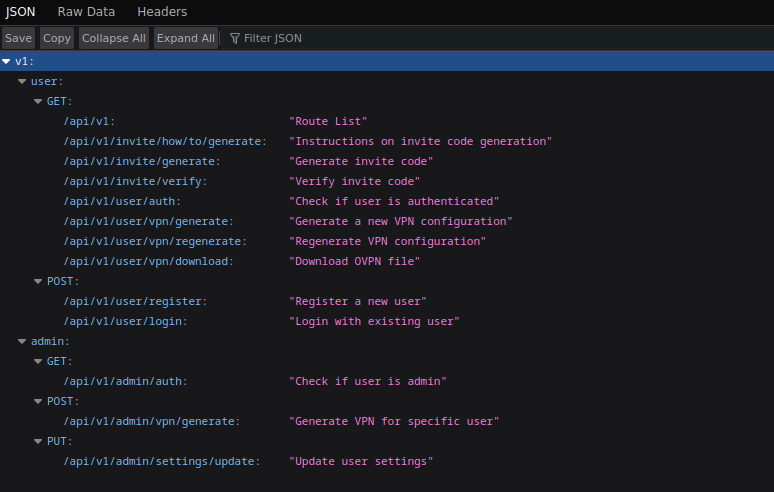 JSON Raw Data Headers
Save Copy Collapse All Expand All Filter JSON
v1:
user:
GET:
/api/v1: "Route List"
/api/v1/invite/how/to/generate: "Instructions on invite code generation"
/api/v1/invite/generate: "Generate invite code"
/api/v1/invite/verify: "Verify invite code"
/api/v1/user/auth: "Check if user is authenticated"
/api/v1/user/vpn/generate: "Generate a new VPN configuration"
/api/v1/user/vpn/regenerate: "Regenerate VPN configuration"
/api/v1/user/vpn/download: "Download OVPN file"
POST:
/api/v1/user/register: "Register a new user"
/api/v1/user/login: "Login with existing user"
admin:
GET:
/api/v1/admin/auth: "Check if user is admin"
POST:
/api/v1/admin/vpn/generate: "Generate VPN for specific user"
PUT:
/api/v1/admin/settings/update: "Update user settings"